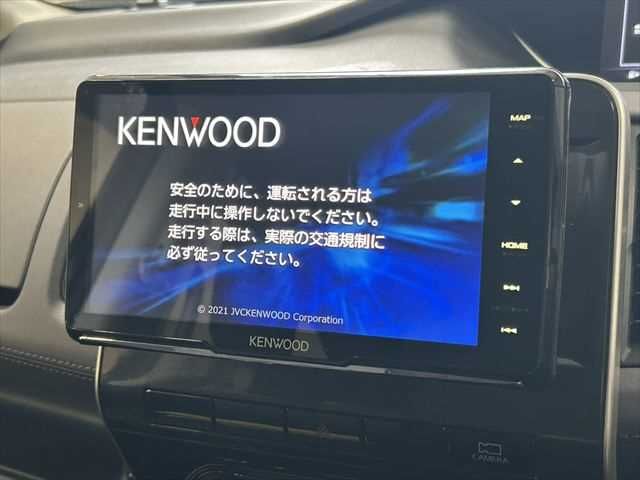 KENWOOD
安全のために、運転される方は
走行中に操作しないでください。
走行する際は、実際の交通規制に
必ず従ってください。
© 2021 JVCKENWOOD Corporation
KENWOOD
MAP
HOME
CAMERA